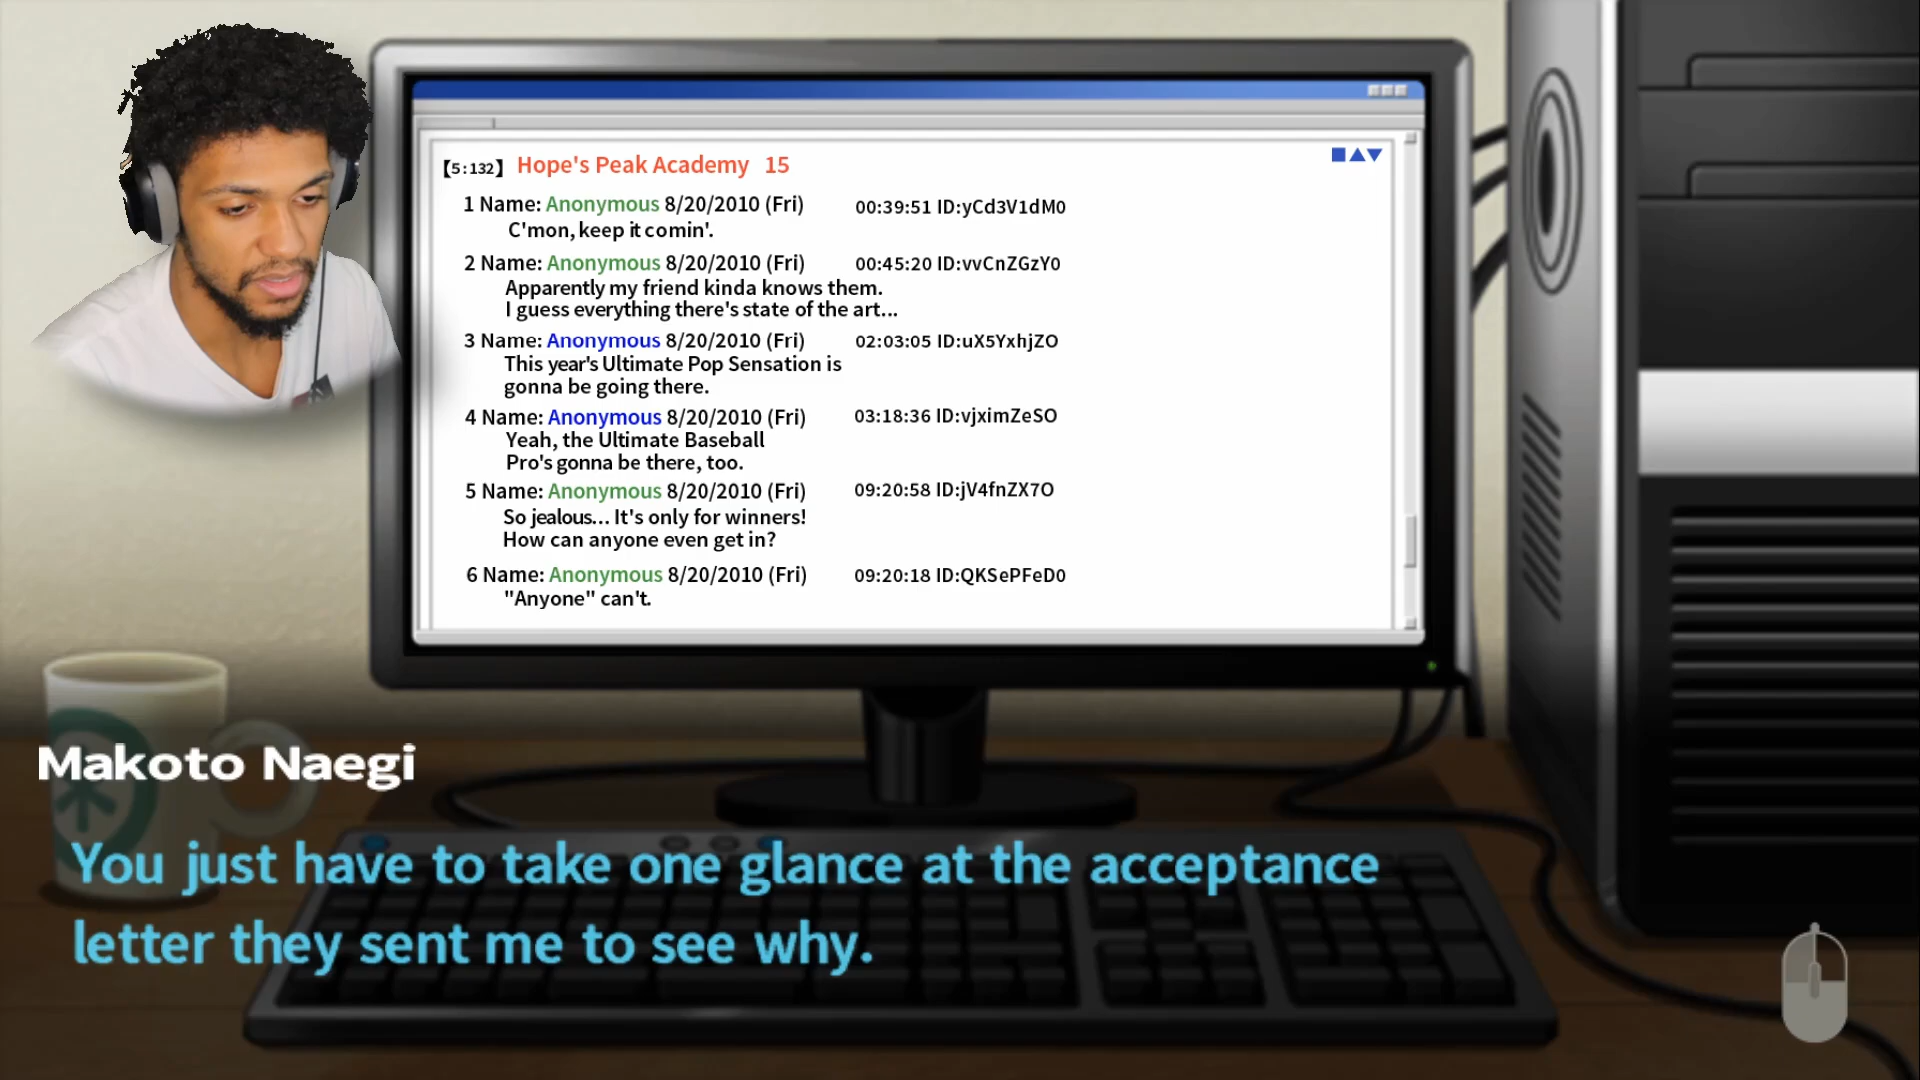 【5:132】 Hope's Peak Academy 15
1 Name: Anonymous 8/20/2010 (Fri) 00:39:51 ID:yCd3V1dM0
C'mon, keep it comin'.
2 Name: Anonymous 8/20/2010 (Fri) 00:45:20 ID:vvCnZGzY0
Apparently my friend kinda knows them.
I guess everything there's state of the art...
3 Name: Anonymous 8/20/2010 (Fri) 02:03:05 ID:uX5YxhjZO
This year's Ultimate Pop Sensation is
gonna be going there.
4 Name: Anonymous 8/20/2010 (Fri) 03:18:36 ID:vjximZeSO
Yeah, the Ultimate Baseball
Pro's gonna be there, too.
5 Name: Anonymous 8/20/2010 (Fri) 09:20:58 ID:jV4fnZX7O
So jealous... It's only for winners!
How can anyone even get in?
6 Name: Anonymous 8/20/2010 (Fri) 09:20:18 ID:QKSePFeD0
"Anyone" can't.
Makoto Naegi
You just have to take one glance at the acceptance
letter they sent me to see why.